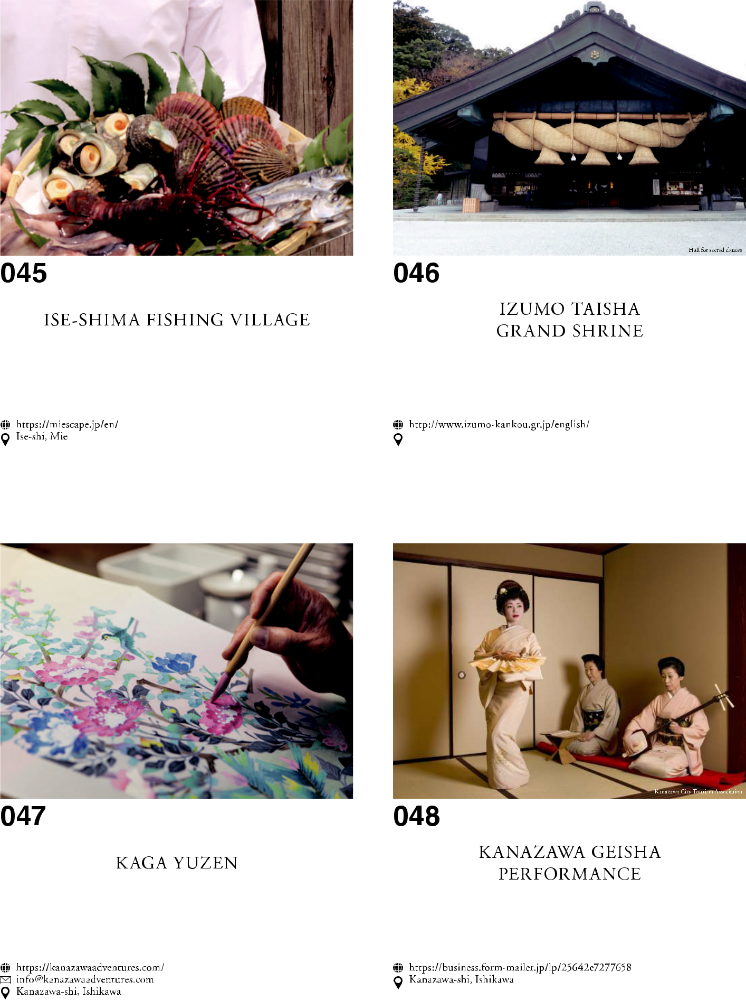 Hall for sacred dances
045
ISE-SHIMA FISHING VILLAGE
https://miescape.jp/en/
Ise-shi, Mie
046
IZUMO TAISHA
GRAND SHRINE
http://www.izumo-kankou.gr.jp/english/
047
KAGA YUZEN
https://kanazawaadventures.com/
info@kanazawaadventures.com
Kanazawa-shi, Ishikawa
Kanazawa City Tourism Association
048
KANAZAWA GEISHA
PERFORMANCE
https://business.form-mailer.jp/lp/25642e7277658
Kanazawa-shi, Ishikawa